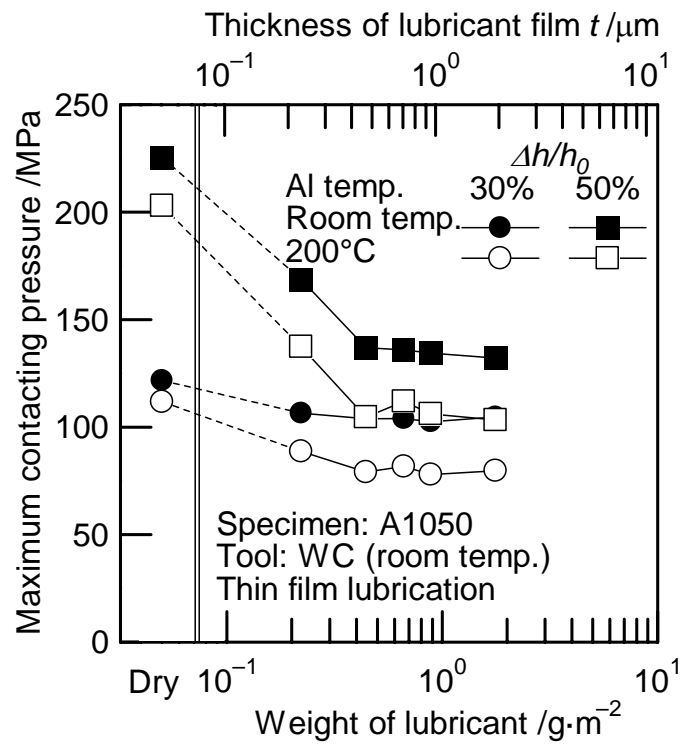 Thickness of lubricant film t /μm
10⁻¹ 10⁰ 10¹
250
200
150
100
50
0
Maximum contacting pressure /MPa
Δh/h₀
Al temp. 30% 50%
Room temp.
200°C
Specimen: A1050
Tool: WC (room temp.)
Thin film lubrication
Dry 10⁻¹ 10⁰ 10¹
Weight of lubricant /g·m⁻²